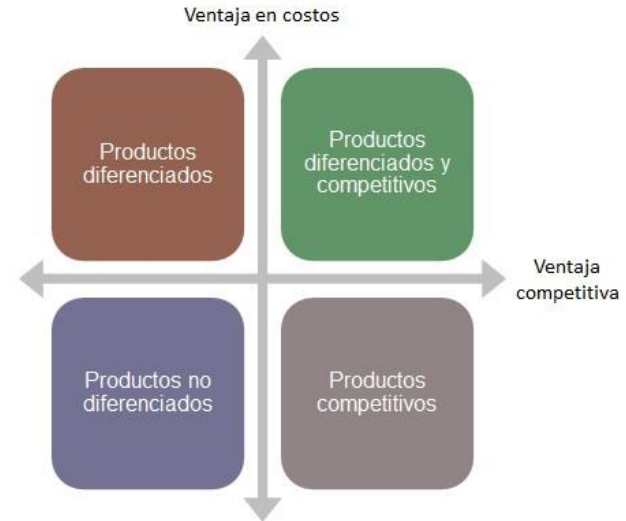 Ventaja en costos
Productos
diferenciados
Productos
diferenciados y
competitivos
Ventaja
competitiva
Productos no
diferenciados
Productos
competitivos